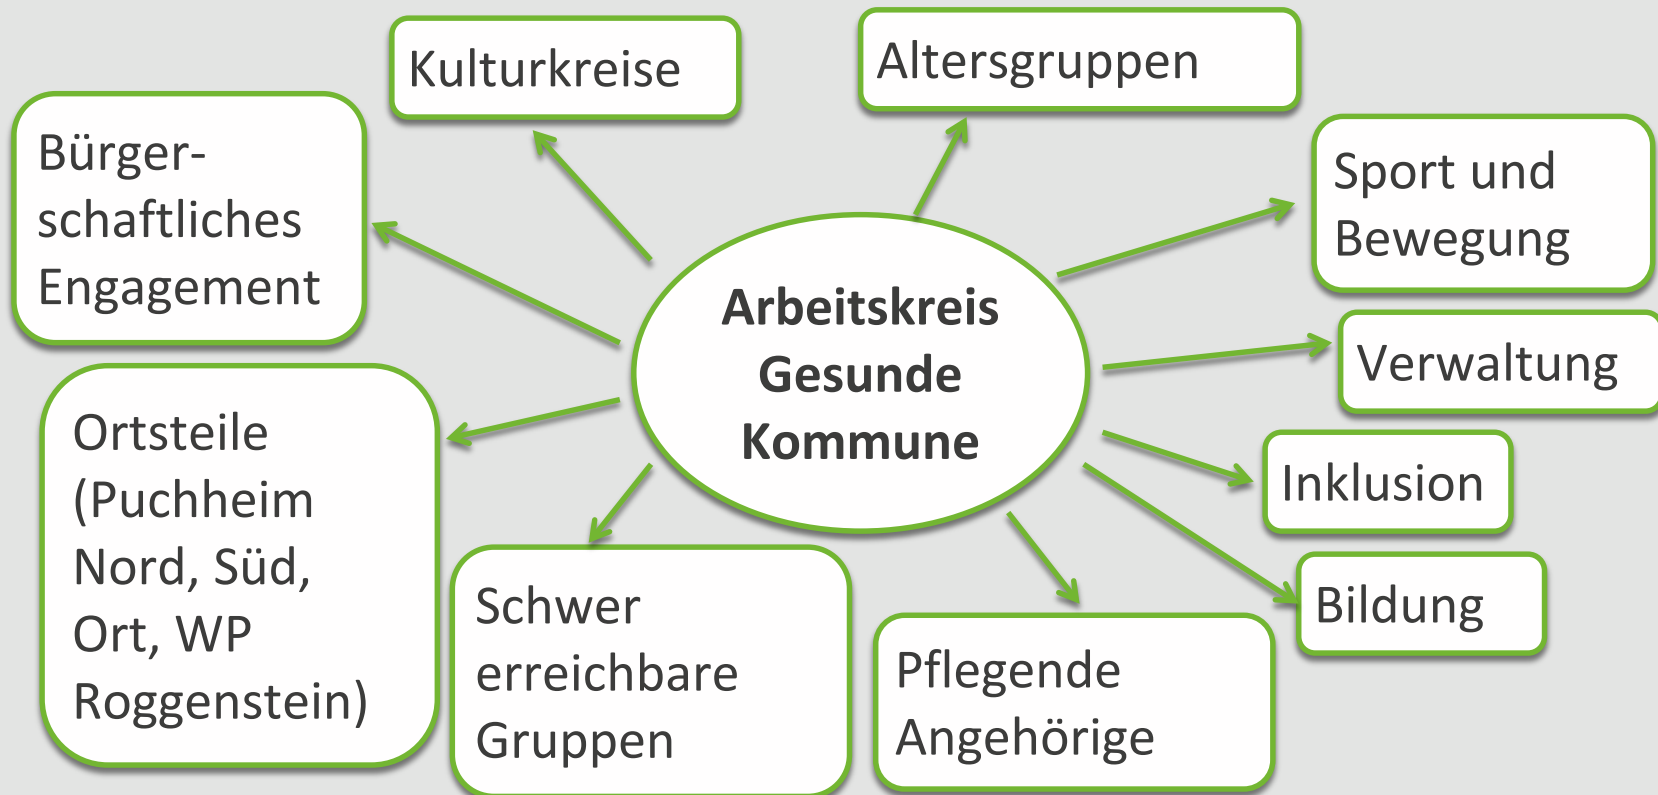 Kulturkreise
Altersgruppen
Bürger-
schaftliches
Engagement
Sport und
Bewegung
Arbeitskreis
Gesunde
Kommune
Verwaltung
Ortsteile
(Puchheim
Nord, Süd,
Ort, WP
Roggenstein)
Inklusion
Schwer
erreichbare
Gruppen
Bildung
Pflegende
Angehörige